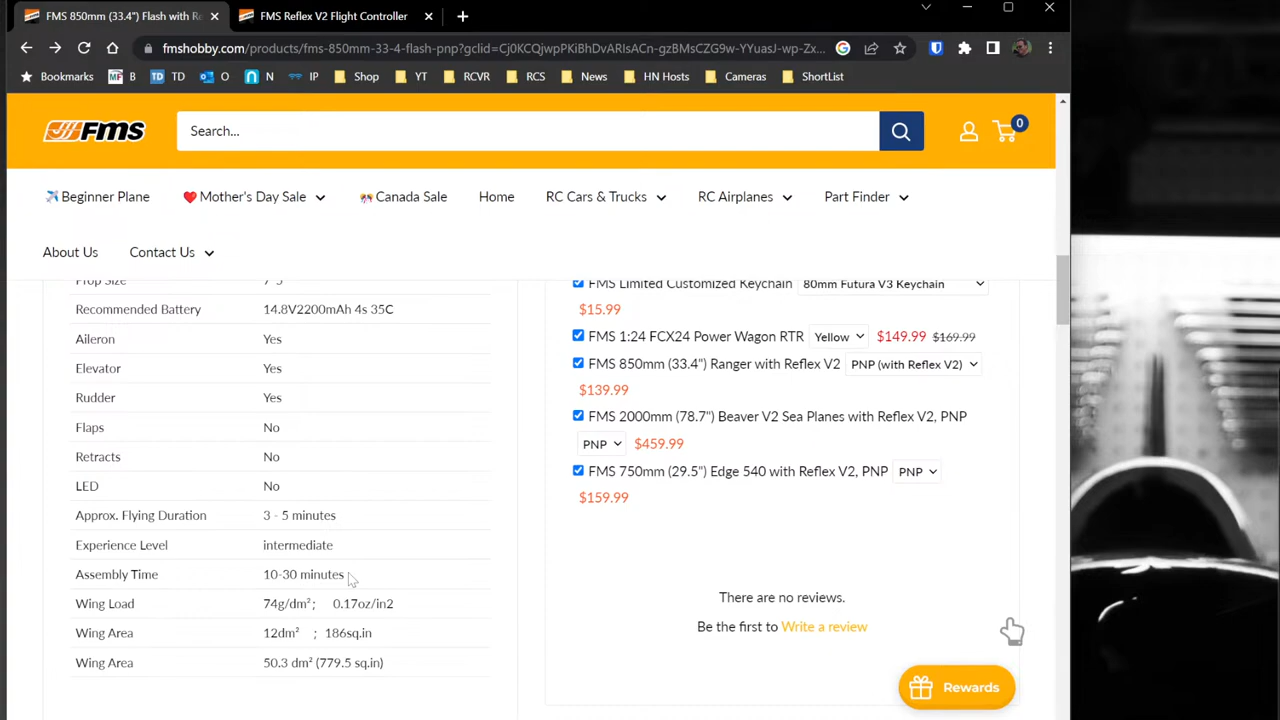 FMS 850mm (33.4") Flash with Re
FMS Reflex V2 Flight Controller
fmshobby.com/products/fms-850mm-33-4-flash-pnp?gclid=Cj0KCQjwpPKiBhDvARIsACn-gzBMsCZG9w-YYuasJ-wp-Zx...
Bookmarks
B
TD
O
N
IP
Shop
YT
RCVR
RCS
News
HN Hosts
Cameras
ShortList
FMS
Search...
0
Beginner Plane
Mother's Day Sale
Canada Sale
Home
RC Cars & Trucks
RC Airplanes
Part Finder
About Us
Contact Us
Prop Size 7*5
Recommended Battery 14.8V2200mAh 4s 35C
Aileron Yes
Elevator Yes
Rudder Yes
Flaps No
Retracts No
LED No
Approx. Flying Duration 3 - 5 minutes
Experience Level intermediate
Assembly Time 10-30 minutes
Wing Load 74g/dm²; 0.17oz/in2
Wing Area 12dm² ; 186sq.in
Wing Area 50.3 dm² (779.5 sq.in)
FMS Limited Customized Keychain 80mm Futura V3 Keychain
$15.99
FMS 1:24 FCX24 Power Wagon RTR Yellow $149.99 $169.99
FMS 850mm (33.4") Ranger with Reflex V2 PNP (with Reflex V2)
$139.99
FMS 2000mm (78.7") Beaver V2 Sea Planes with Reflex V2, PNP
PNP $459.99
FMS 750mm (29.5") Edge 540 with Reflex V2, PNP PNP
$159.99
There are no reviews.
Be the first to Write a review
Rewards